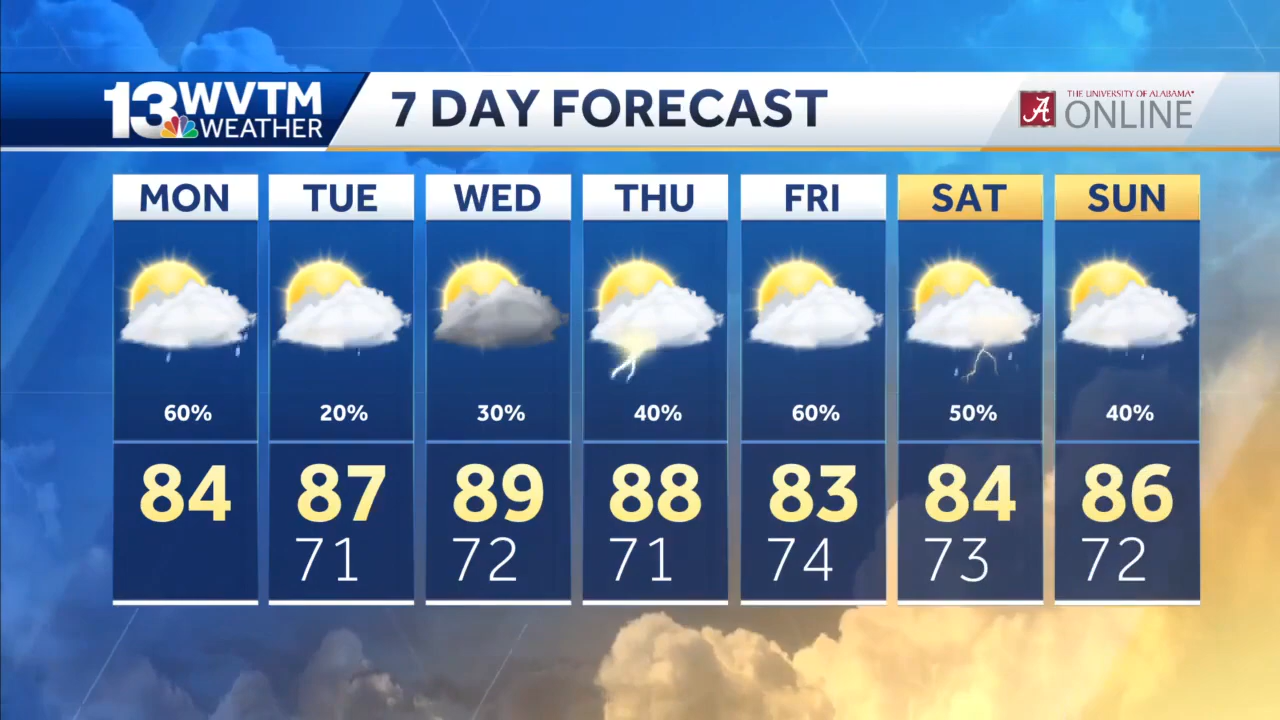 13 WVTM
WEATHER
7 DAY FORECAST
A
THE UNIVERSITY OF ALABAMA®
ONLINE
MON TUE WED THU FRI SAT SUN
60% 20% 30% 40% 60% 50% 40%
84 87 89 88 83 84 86
71 72 71 74 73 72